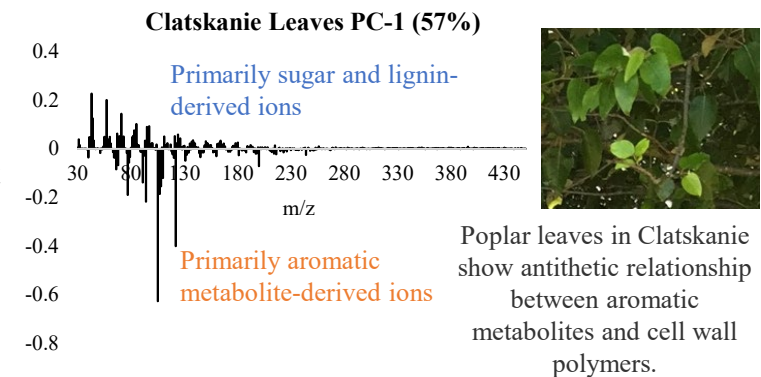 Clatskanie Leaves PC-1 (57%)
0.4
0.2
0
-0.2
-0.4
-0.6
-0.8
30 80 130 180 230 280 330 380 430
m/z
Primarily sugar and lignin-
derived ions
Primarily aromatic
metabolite-derived ions
Poplar leaves in Clatskanie
show antithetic relationship
between aromatic
metabolites and cell wall
polymers.